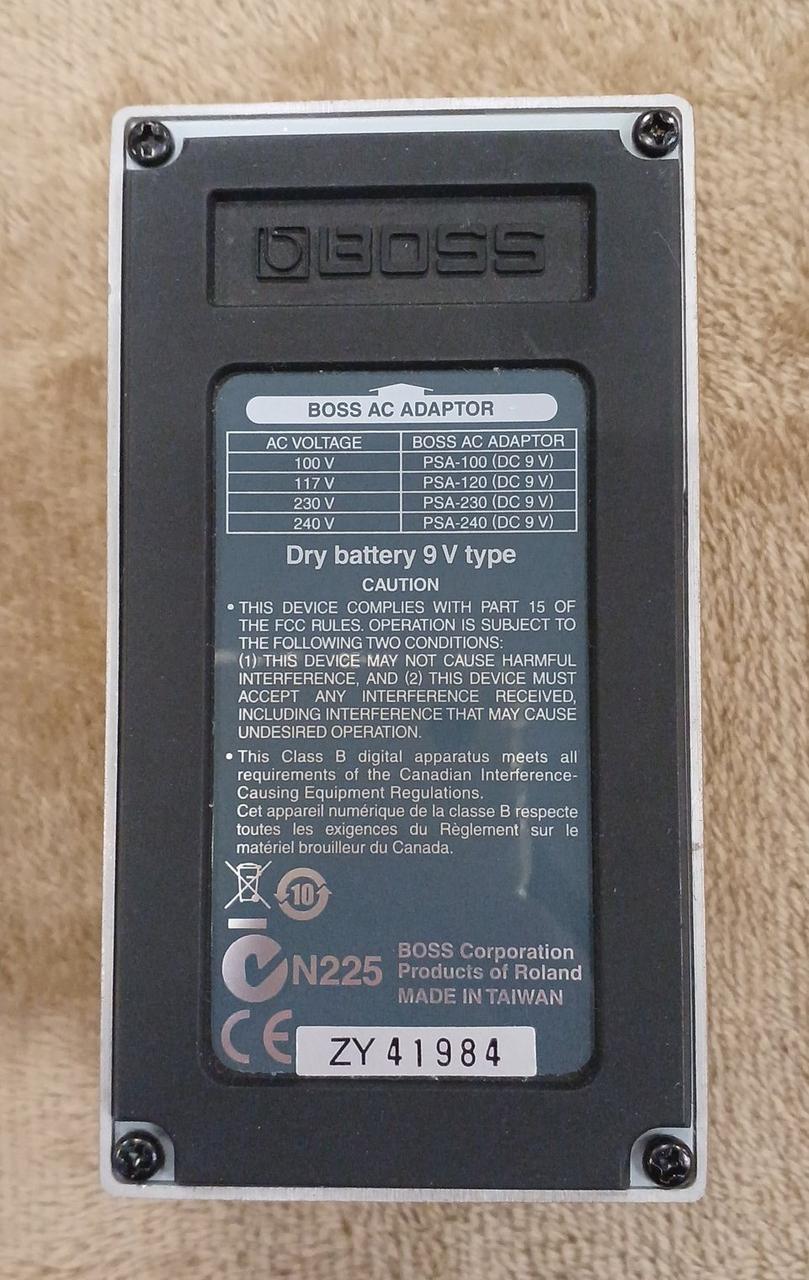 BOSS
BOSS AC ADAPTOR
AC VOLTAGE BOSS AC ADAPTOR
100 V PSA-100 (DC 9 V)
117 V PSA-120 (DC 9 V)
230 V PSA-230 (DC 9 V)
240 V PSA-240 (DC 9 V)
Dry battery 9 V type
CAUTION
• THIS DEVICE COMPLIES WITH PART 15 OF
THE FCC RULES. OPERATION IS SUBJECT TO
THE FOLLOWING TWO CONDITIONS:
(1) THIS DEVICE MAY NOT CAUSE HARMFUL
INTERFERENCE, AND (2) THIS DEVICE MUST
ACCEPT ANY INTERFERENCE RECEIVED,
INCLUDING INTERFERENCE THAT MAY CAUSE
UNDESIRED OPERATION.
• This Class B digital apparatus meets all
requirements of the Canadian Interference-
Causing Equipment Regulations.
Cet appareil numérique de la classe B respecte
toutes les exigences du Règlement sur le
matériel brouilleur du Canada.
10
N225
BOSS Corporation
Products of Roland
MADE IN TAIWAN
CE
ZY 41984